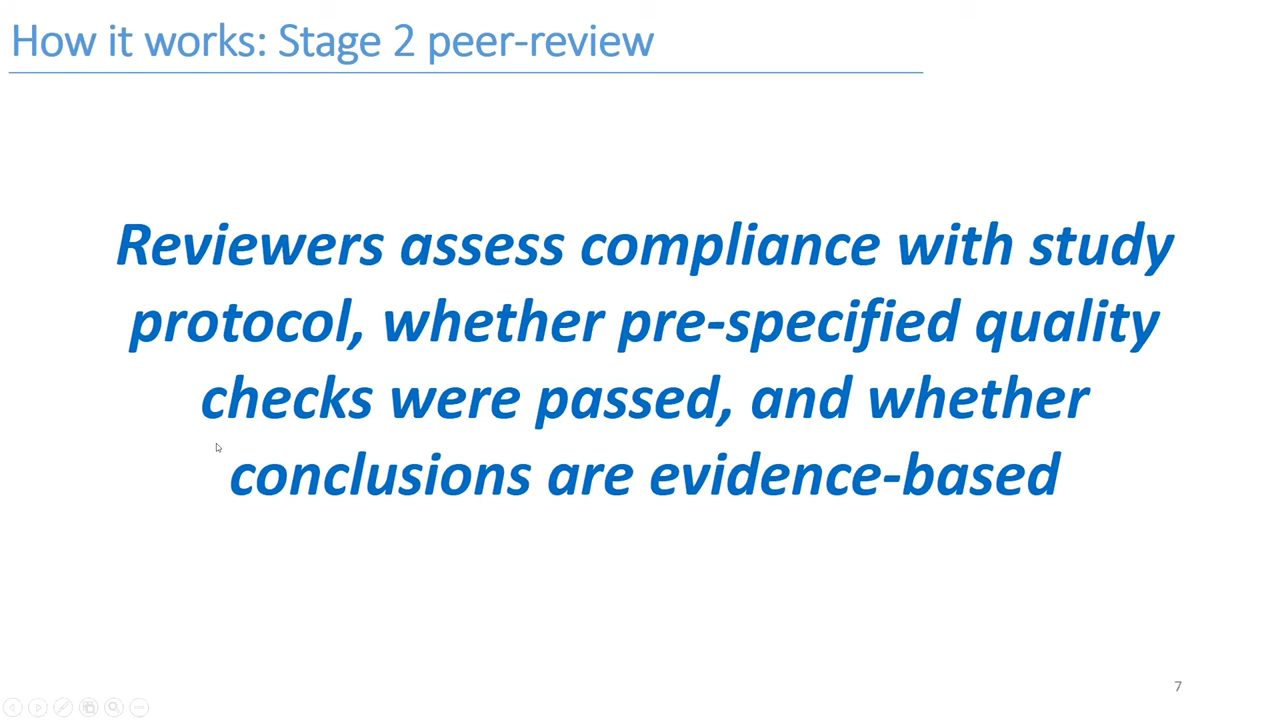 How it works: Stage 2 peer-review
Reviewers assess compliance with study
protocol, whether pre-specified quality
checks were passed, and whether
conclusions are evidence-based
7